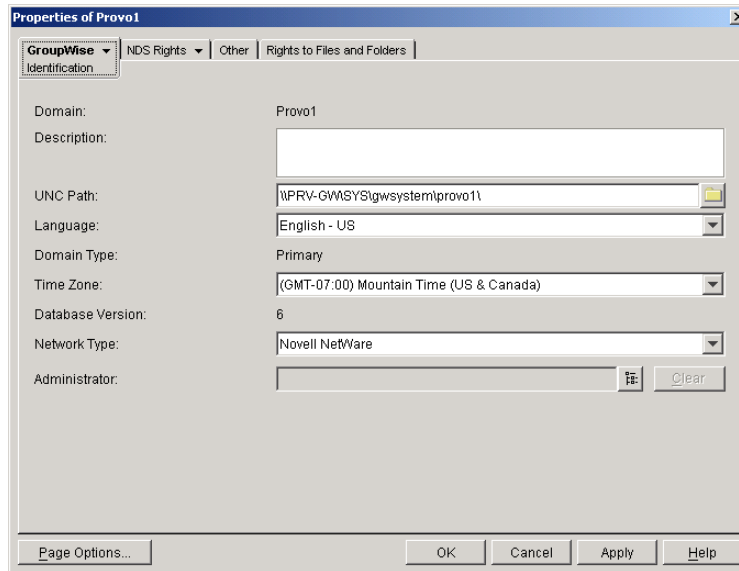 Properties of Provo1
GroupWise NDS Rights Other Rights to Files and Folders
Identification
Domain: Provo1
Description:
UNC Path: \\PRV-GW\SYS\gwsystem\provo1\
Language: English - US
Domain Type: Primary
Time Zone: (GMT-07:00) Mountain Time (US & Canada)
Database Version: 6
Network Type: Novell NetWare
Administrator: Clear
Page Options... OK Cancel Apply Help